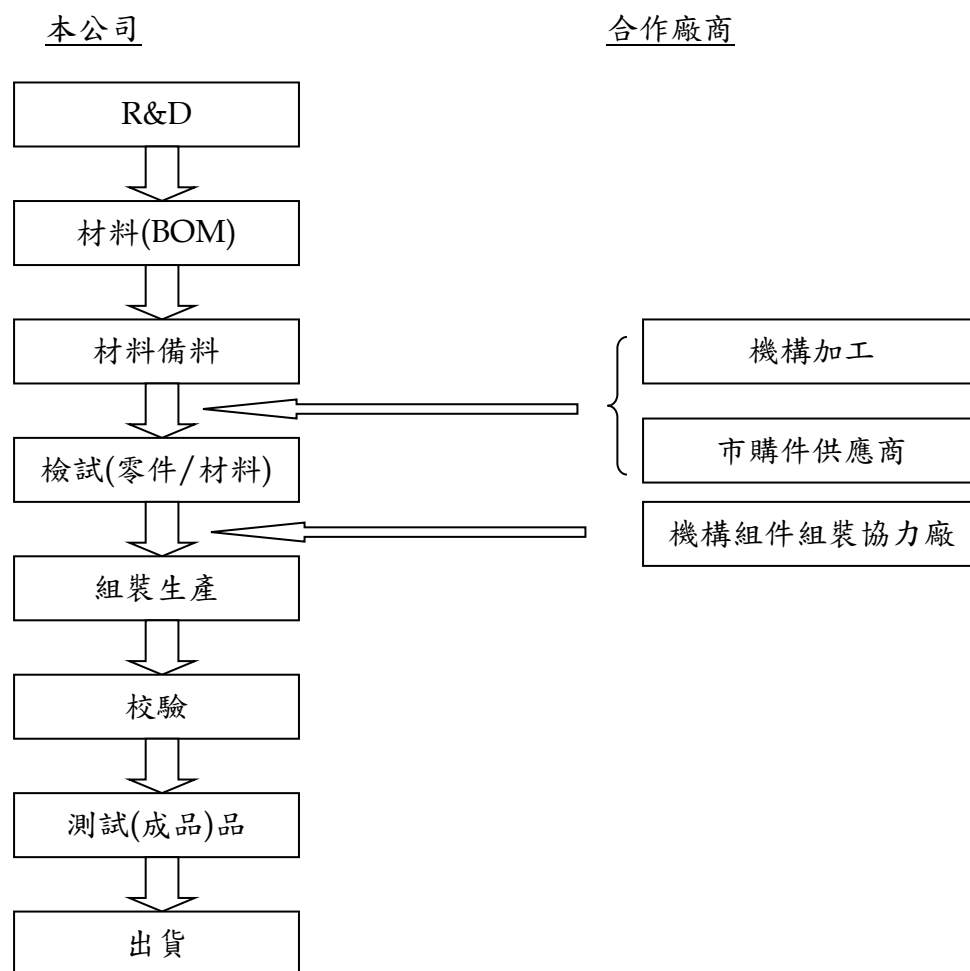 本公司
合作廠商
R&D
材料(BOM)
材料備料
機構加工
市購件供應商
檢試(零件/材料)
機構組件組裝協力廠
組裝生產
校驗
測試(成品)品
出貨